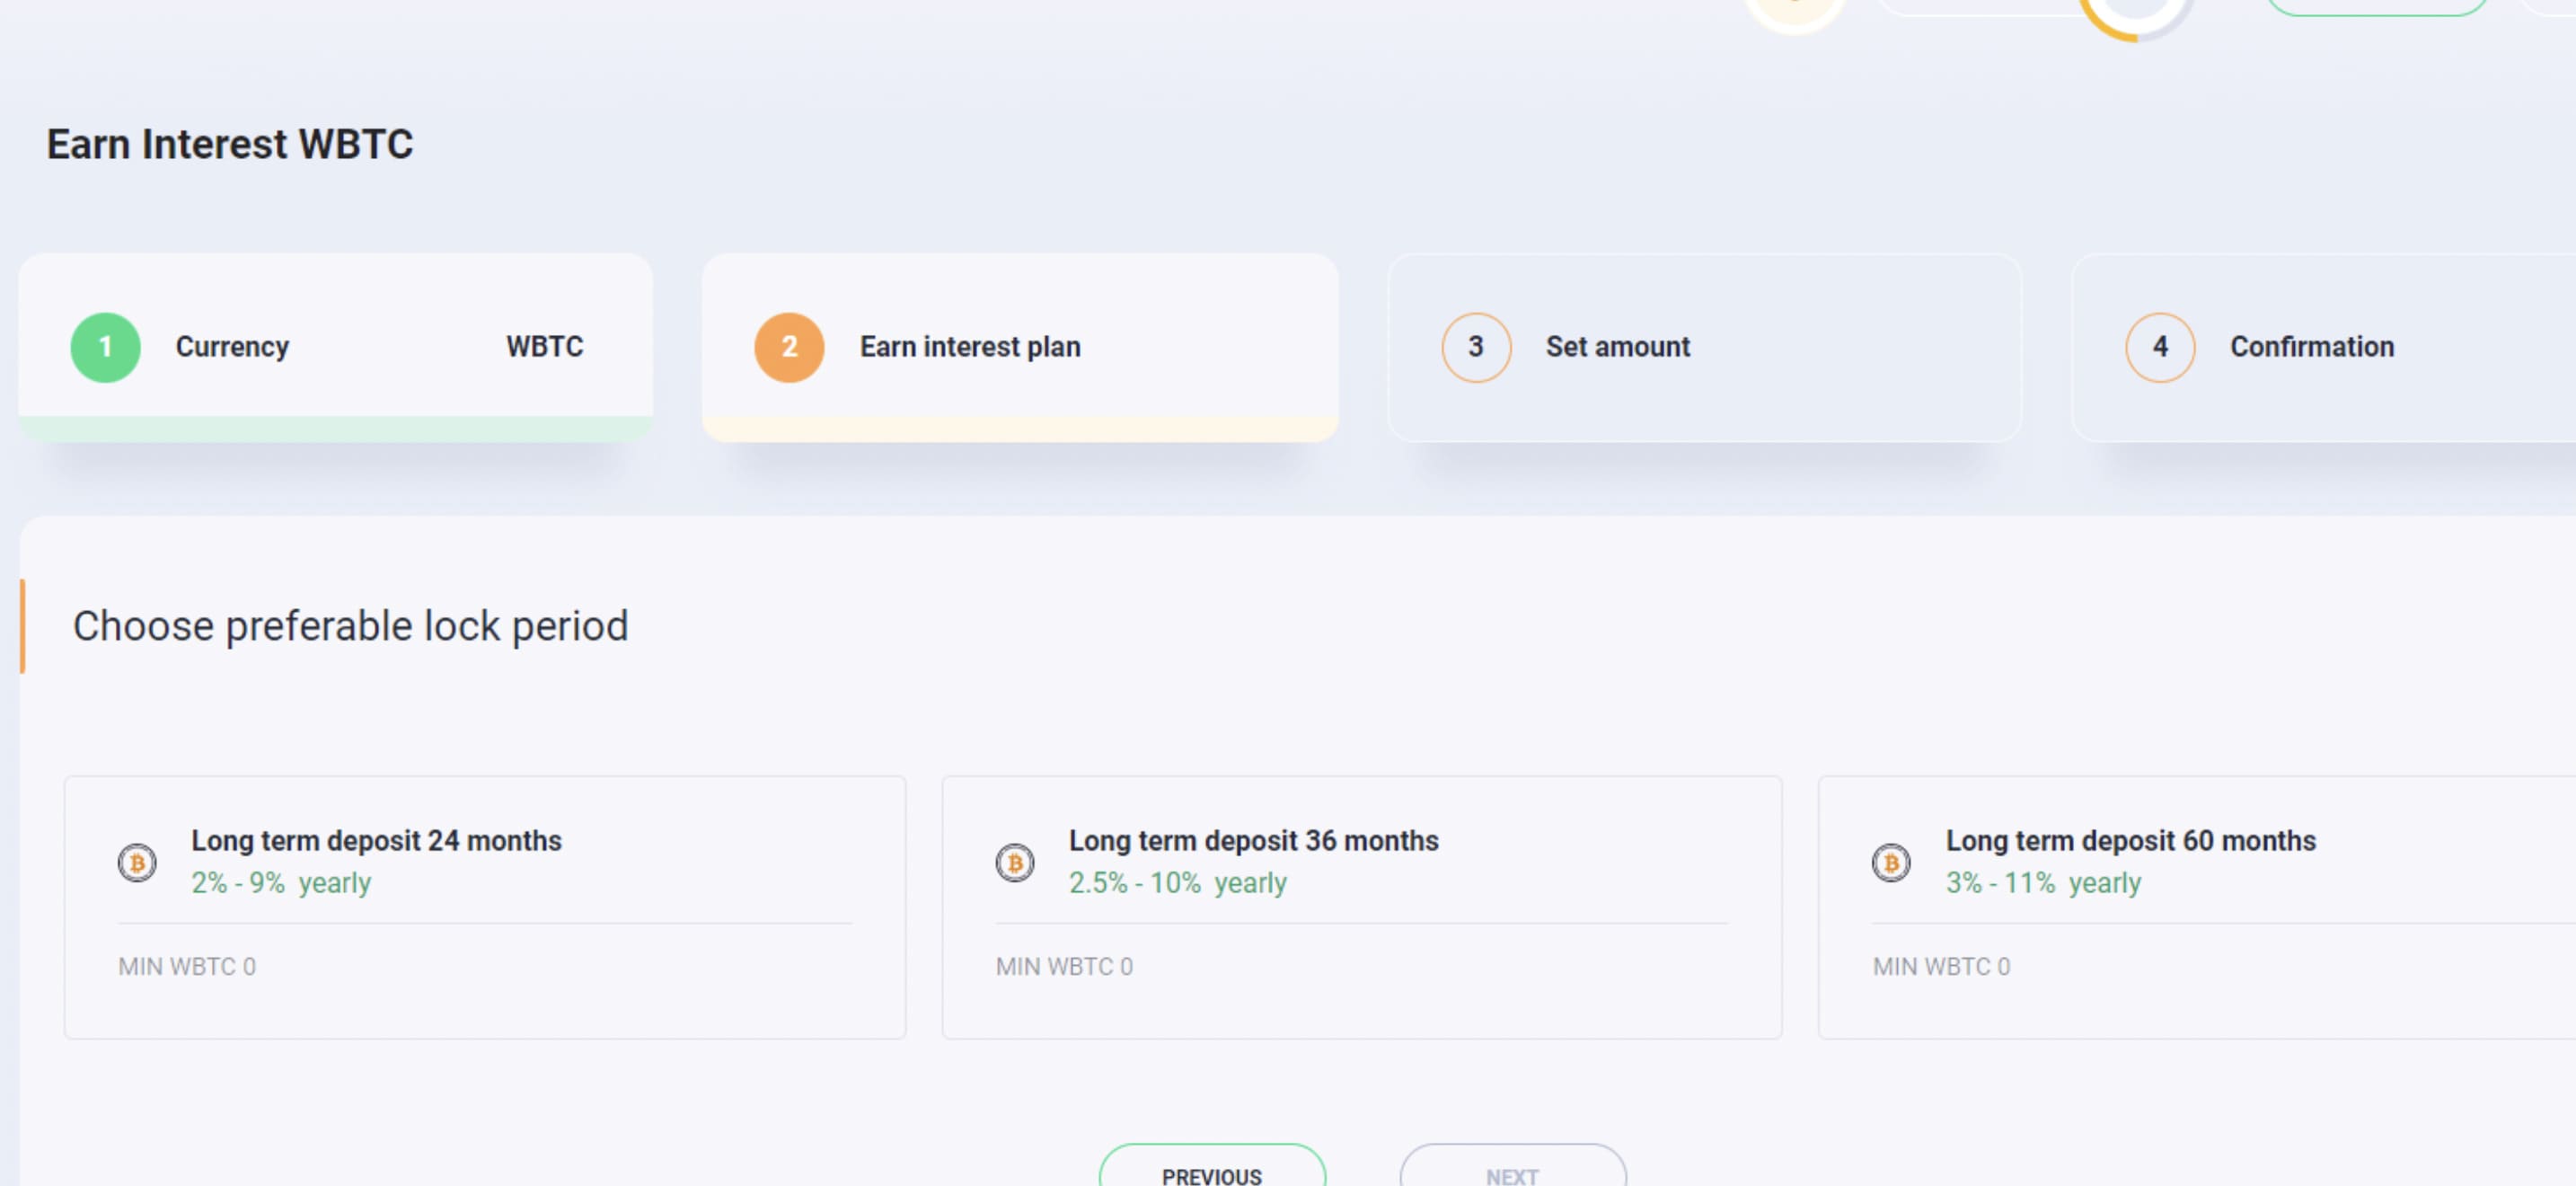 Earn Interest WBTC
1 Currency WBTC
2 Earn interest plan
3 Set amount
4 Confirmation
Choose preferable lock period
Long term deposit 24 months
2% - 9% yearly
MIN WBTC 0
Long term deposit 36 months
2.5% - 10% yearly
MIN WBTC 0
Long term deposit 60 months
3% - 11% yearly
MIN WBTC 0
PREVIOUS
NEXT